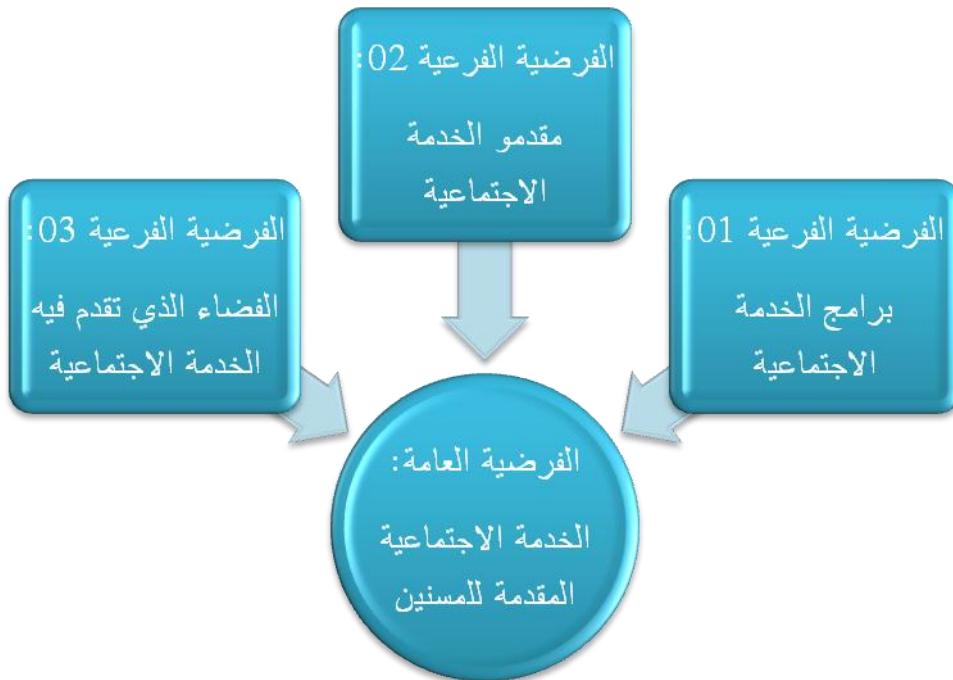 الفرضية الفرعية 02:
مقدمو الخدمة
الاجتماعية
الفرضية الفرعية 01:
برامج الخدمة
الاجتماعية
الفرضية الفرعية 03:
الفضاء الذي تقدم فيه
الخدمة الاجتماعية
الفرضية العامة:
الخدمة الاجتماعية
المقدمة للمسنين